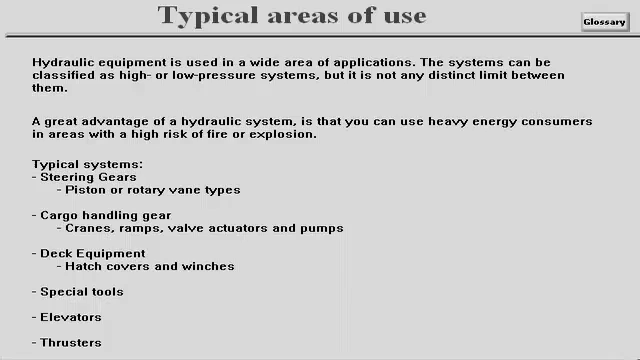 Typical areas of use
Glossary
Hydraulic equipment is used in a wide area of applications. The systems can be
classified as high- or low-pressure systems, but it is not any distinct limit between
them.
A great advantage of a hydraulic system, is that you can use heavy energy consumers
in areas with a high risk of fire or explosion.
Typical systems:
- Steering Gears
- Piston or rotary vane types
- Cargo handling gear
- Cranes, ramps, valve actuators and pumps
- Deck Equipment
- Hatch covers and winches
- Special tools
- Elevators
- Thrusters